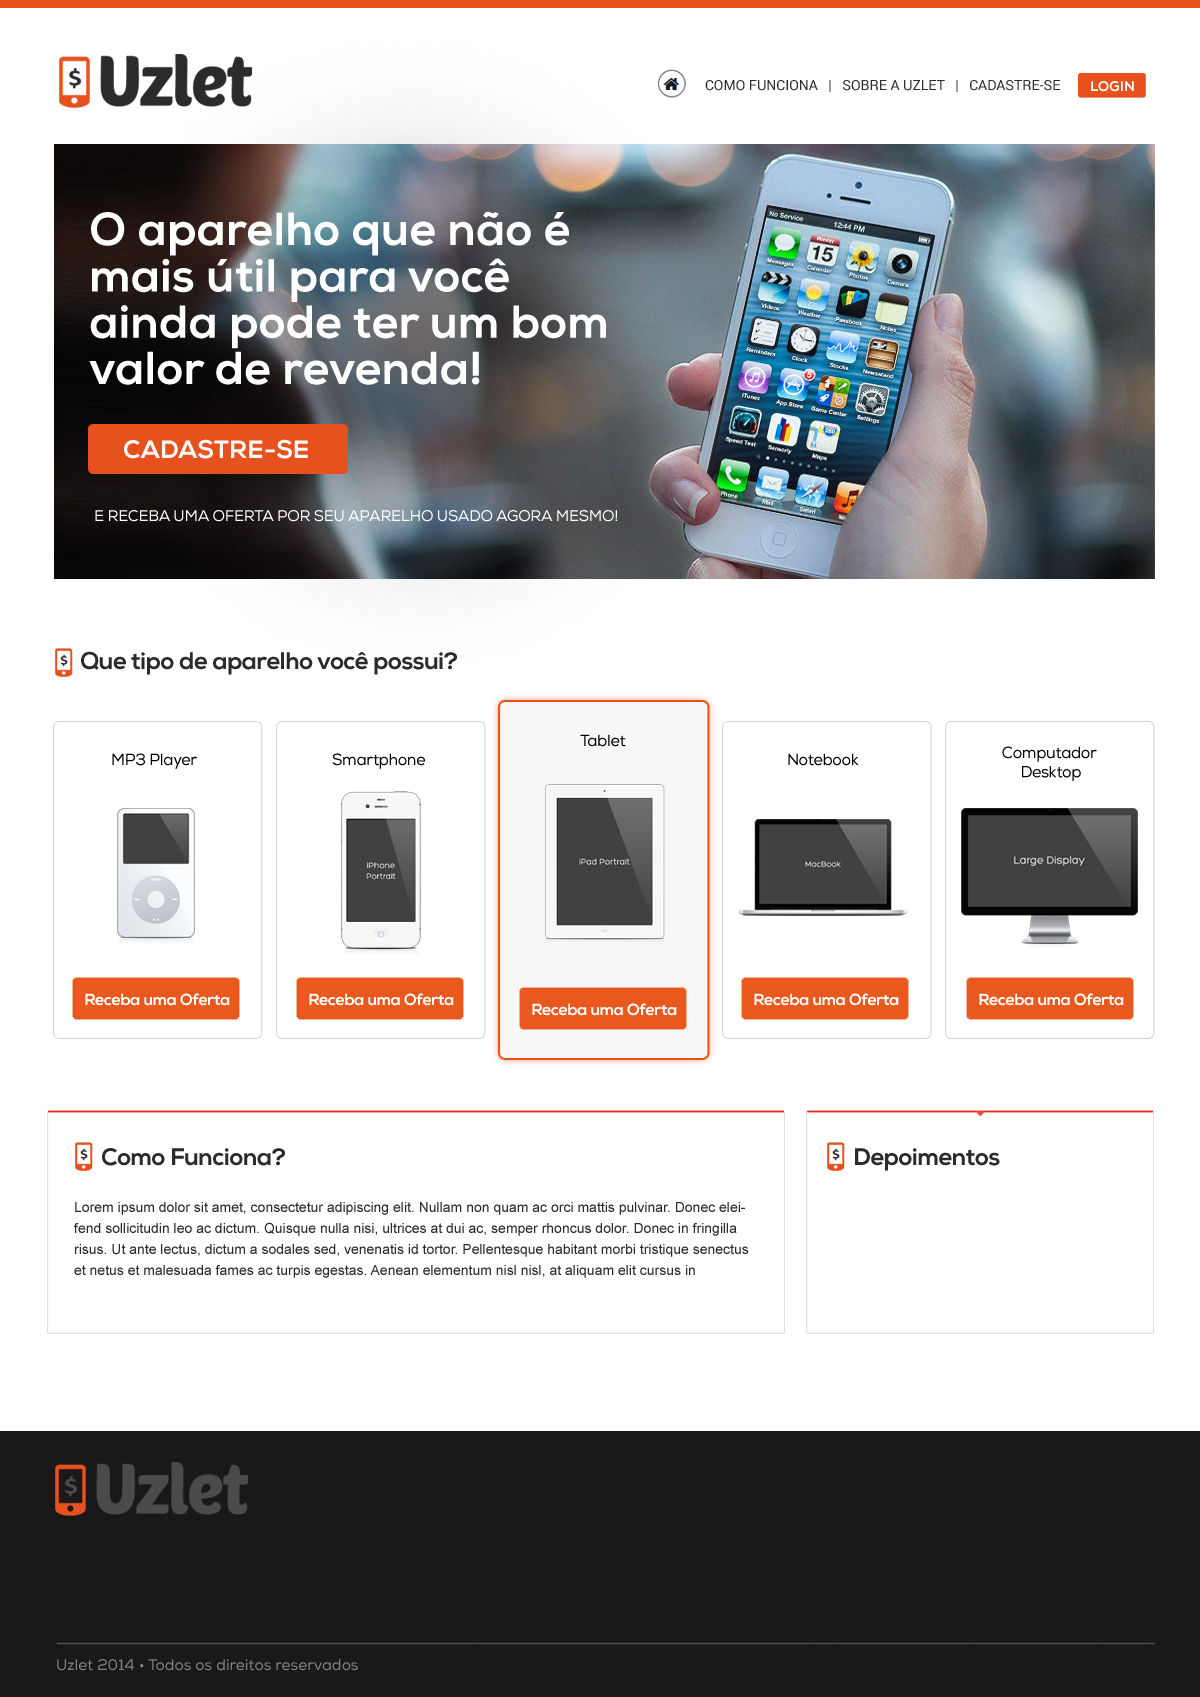 $ Uzlet
COMO FUNCIONA | SOBRE A UZLET | CADASTRE-SE LOGIN
O aparelho que não é
mais útil para você
ainda pode ter um bom
valor de revenda!
CADASTRE-SE
E RECEBA UMA OFERTA POR SEU APARELHO USADO AGORA MESMO!
No Service 12:44 PM
Monday
15
Messages Calendar Photos Camera
Videos Weather Passbook Notes
Reminders Clock Stocks Newsstand
5
iTunes App Store Game Center Settings
280
Speed Test Sensorly Maps
Phone Mail Safari
$ Que tipo de aparelho você possui?
MP3 Player
Receba uma Oferta
Smartphone
iPhone
Portrait
Receba uma Oferta
Tablet
iPad Portrait
Receba uma Oferta
Notebook
MacBook
Receba uma Oferta
Computador
Desktop
Large Display
Receba uma Oferta
$ Como Funciona?
Lorem ipsum dolor sit amet, consectetur adipiscing elit. Nullam non quam ac orci mattis pulvinar. Donec elei-
fend sollicitudin leo ac dictum. Quisque nulla nisi, ultrices at dui ac, semper rhoncus dolor. Donec in fringilla
risus. Ut ante lectus, dictum a sodales sed, venenatis id tortor. Pellentesque habitant morbi tristique senectus
et netus et malesuada fames ac turpis egestas. Aenean elementum nisl nisl, at aliquam elit cursus in
$ Depoimentos
$ Uzlet
Uzlet 2014 • Todos os direitos reservados